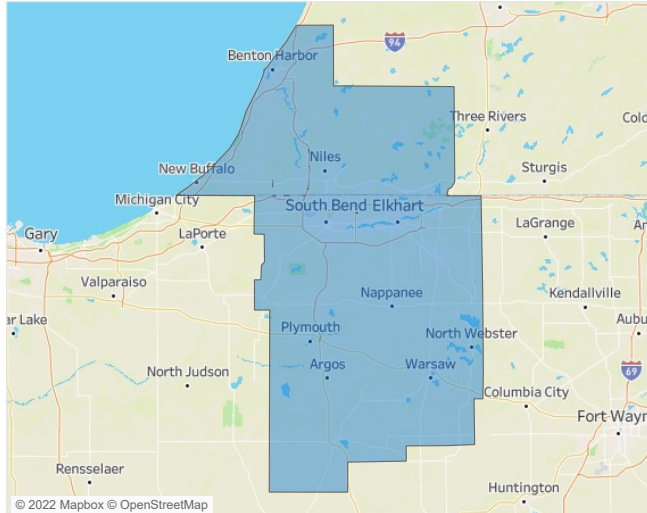 94
Benton Harbor
Three Rivers
Cold
Niles
New Buffalo
Sturgis
Michigan City
South Bend Elkhart
Gary
LaPorte
LaGrange
An
Valparaiso
Nappanee
Kendallville
ar Lake
Plymouth
North Webster
Aubu
North Judson
Argos
Warsaw
69
Columbia City
Fort Wayn
Rensselaer
Huntington
© 2022 Mapbox © OpenStreetMap